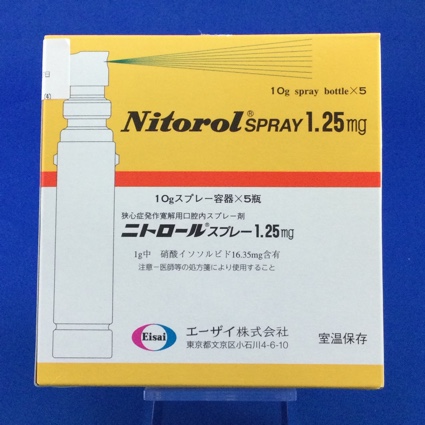 10g spray bottle×5
Nitorol® SPRAY 1.25mg
10gスプレー容器×5瓶
狭心症発作寛解用口腔内スプレー剤
ニトロール®スプレー1.25mg
1g中 硝酸イソソルビド16.35mg含有
注意－医師等の処方箋により使用すること
Eisai
エーザイ株式会社
東京都文京区小石川4-6-10
室温保存